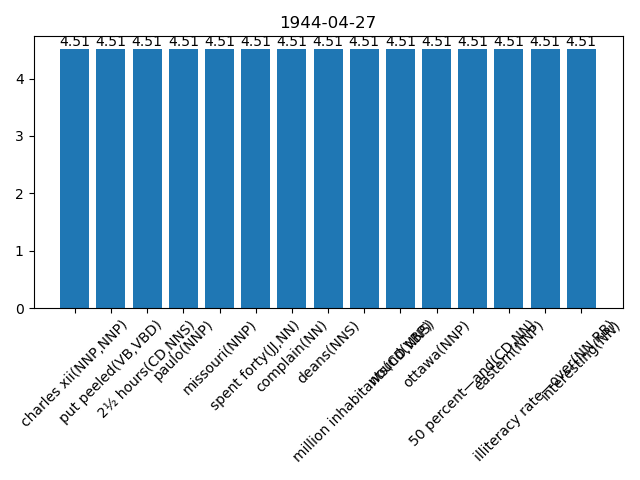 1944-04-27
4.51 4.51 4.51 4.51 4.51 4.51 4.51 4.51 4.51 4.51 4.51 4.51 4.51 4.51 4.51
4
3
2
1
0
charles xii(NNP,NNP)
put peeled(VB,VBD)
2½ hours(CD,NNS)
paulo(NNP)
missouri(NNP)
spent forty(JJ,NN)
complain(NN)
deans(NNS)
million inhabitants(CD,NNS)
ottawa(NNP)
50 percent—and(CD,NN)
eastern(NNP)
illiteracy rate—over(NN,RB)
interesting(NN)